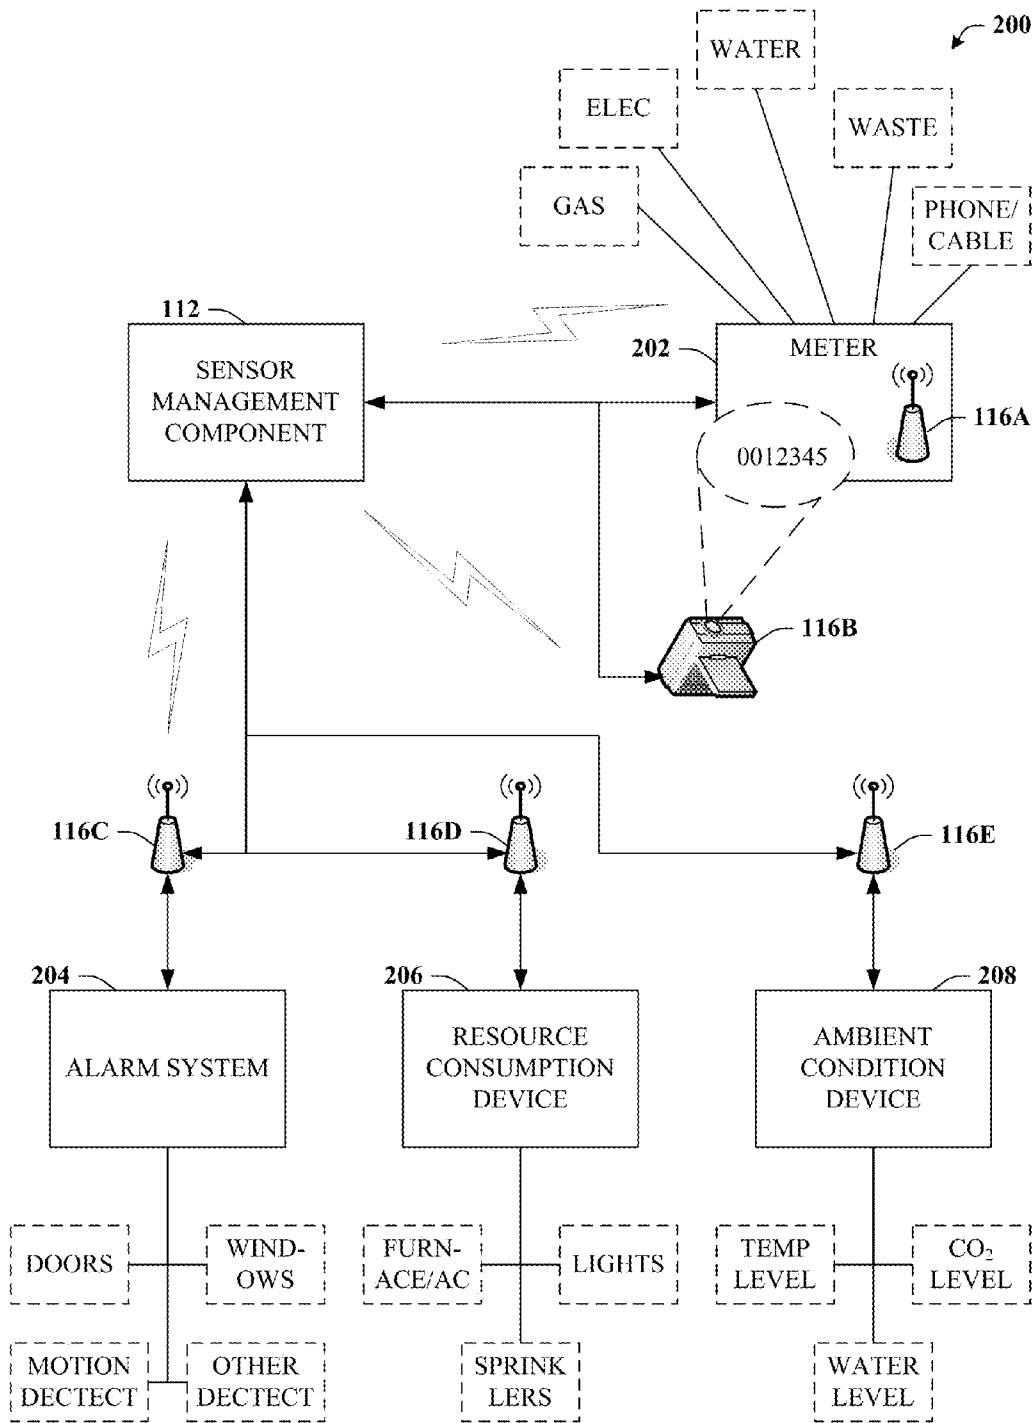 200
WATER
ELEC
WASTE
GAS
PHONE/
CABLE
112
SENSOR
MANAGEMENT
COMPONENT
202
METER
116A
0012345
116B
116C
116D
116E
204
ALARM SYSTEM
206
RESOURCE
CONSUMPTION
DEVICE
208
AMBIENT
CONDITION
DEVICE
DOORS
WIND-
OWS
MOTION
DECTECT
OTHER
DECTECT
FURN-
ACE/AC
LIGHTS
SPRINK
LERS
TEMP
LEVEL
CO₂
LEVEL
WATER
LEVEL